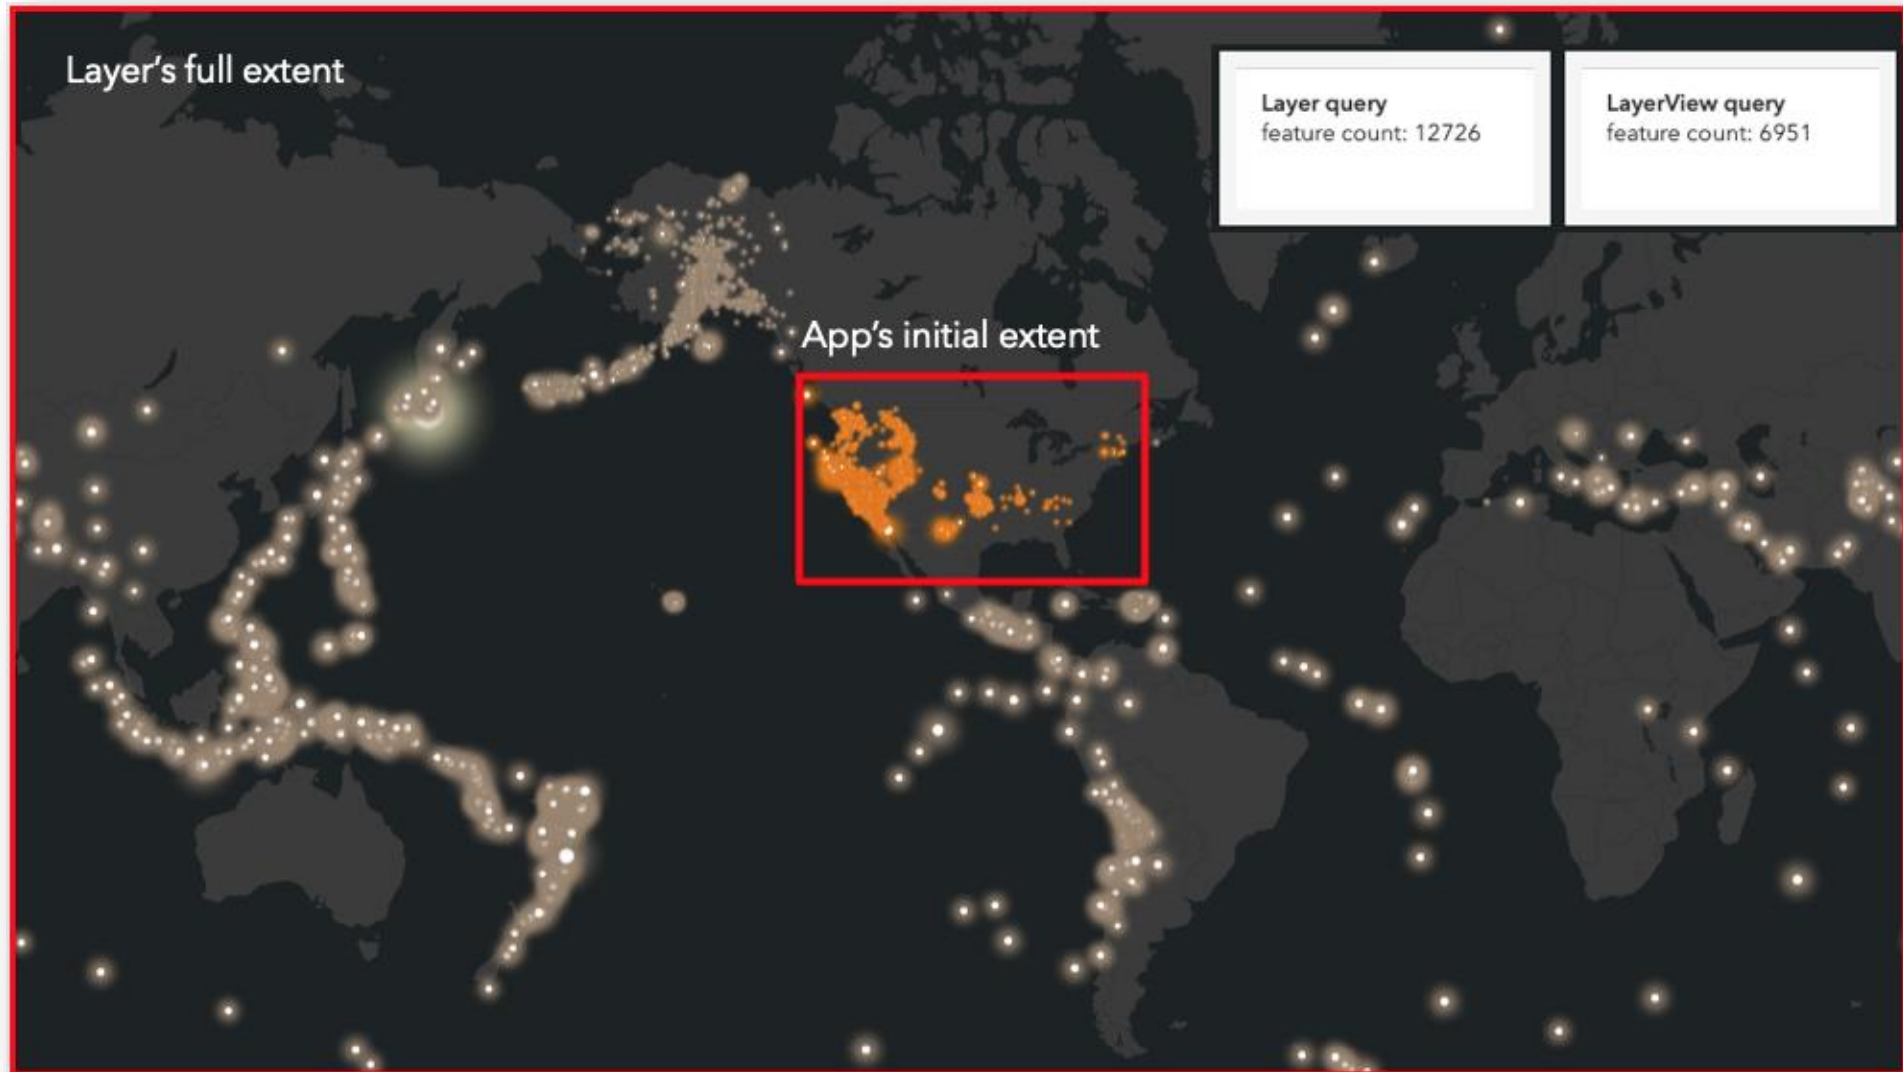 Layer’s full extent
Layer query
feature count: 12726
LayerView query
feature count: 6951
App’s initial extent